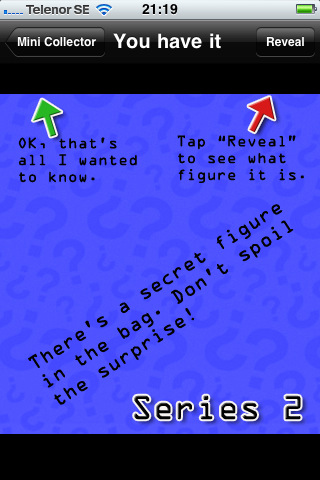 Telenor SE 21:19
Mini Collector You have it Reveal
OK, that's
all I wanted
to know.
Tap “Reveal”
to see what
figure it is.
There's a secret figure
in the bag. Don't spoil
the surprise!
Series 2